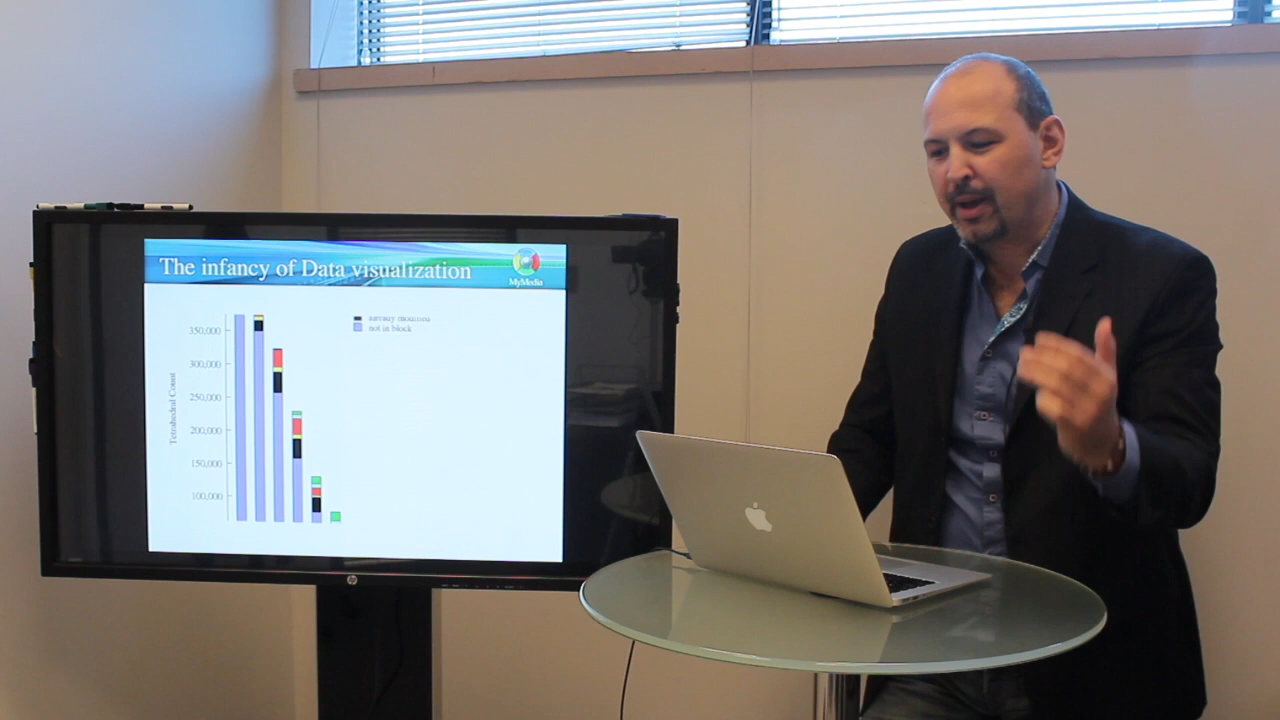 The infancy of Data visualization
MyMedia
not in block
350,000
300,000
250,000
200,000
150,000
100,000
Tetrahedral Count
hp